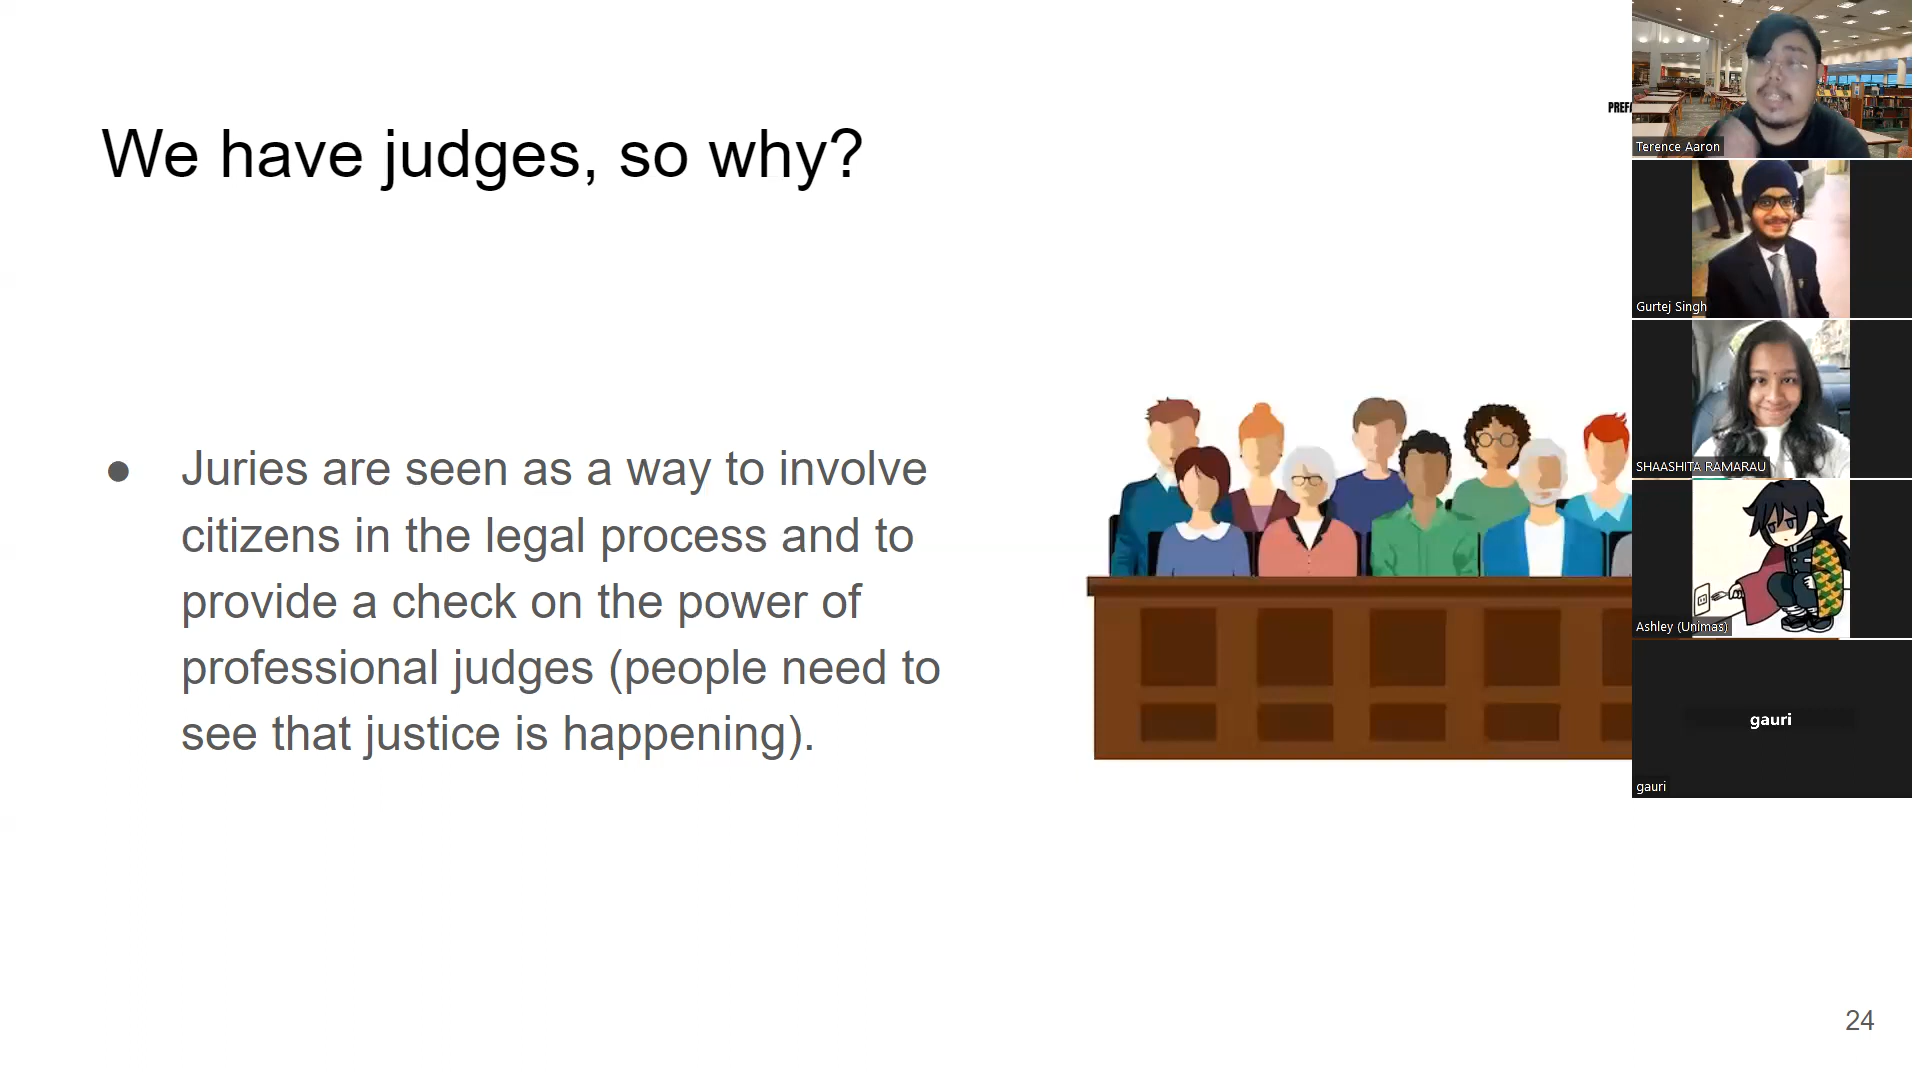 We have judges, so why?
● Juries are seen as a way to involve
citizens in the legal process and to
provide a check on the power of
professional judges (people need to
see that justice is happening).
24
Terence Aaron
Gurtej Singh
SHAASHITA RAMARAU
Ashley (Unimas)
gauri
gauri